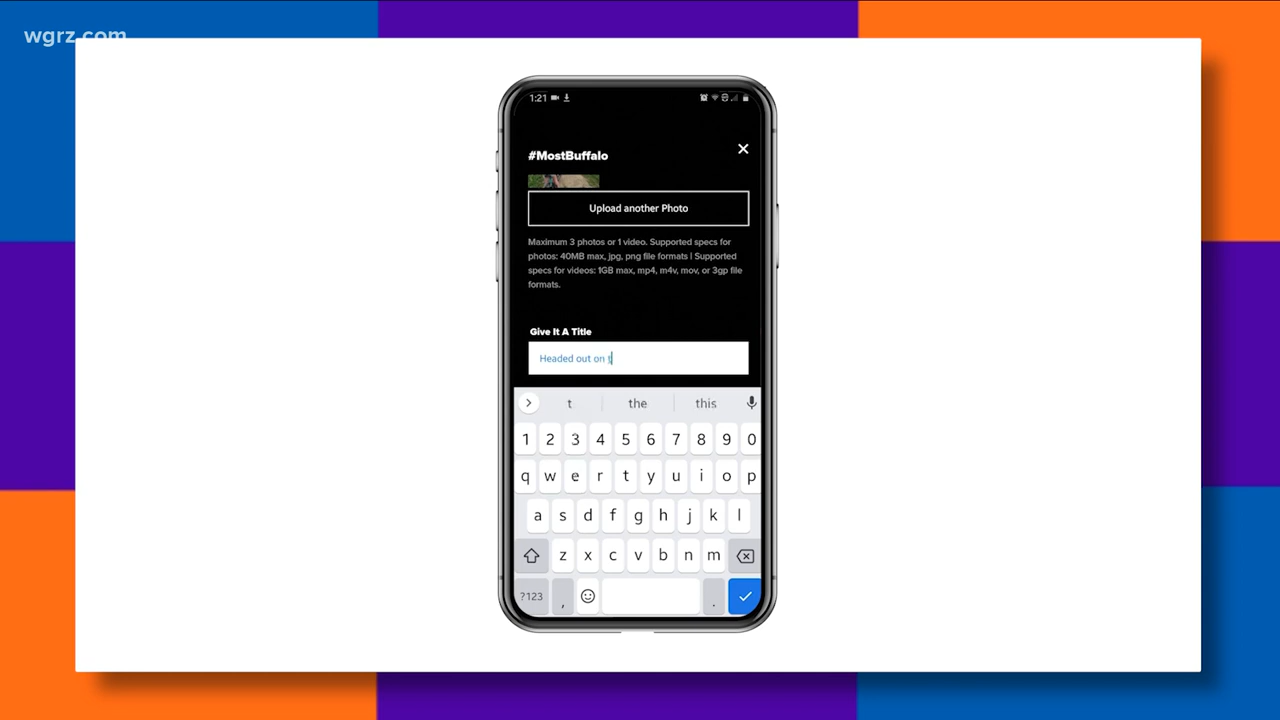 wgrz.com
1:21
#MostBuffalo
Upload another Photo
Maximum 3 photos or 1 video. Supported specs for
photos: 40MB max, jpg, png file formats | Supported
specs for videos: 1GB max, mp4, m4v, mov, or 3gp file
formats.
Give It A Title
Headed out on t
t the this
1 2 3 4 5 6 7 8 9 0
q w e r t y u i o p
a s d f g h j k l
z x c v b n m
?123 , .